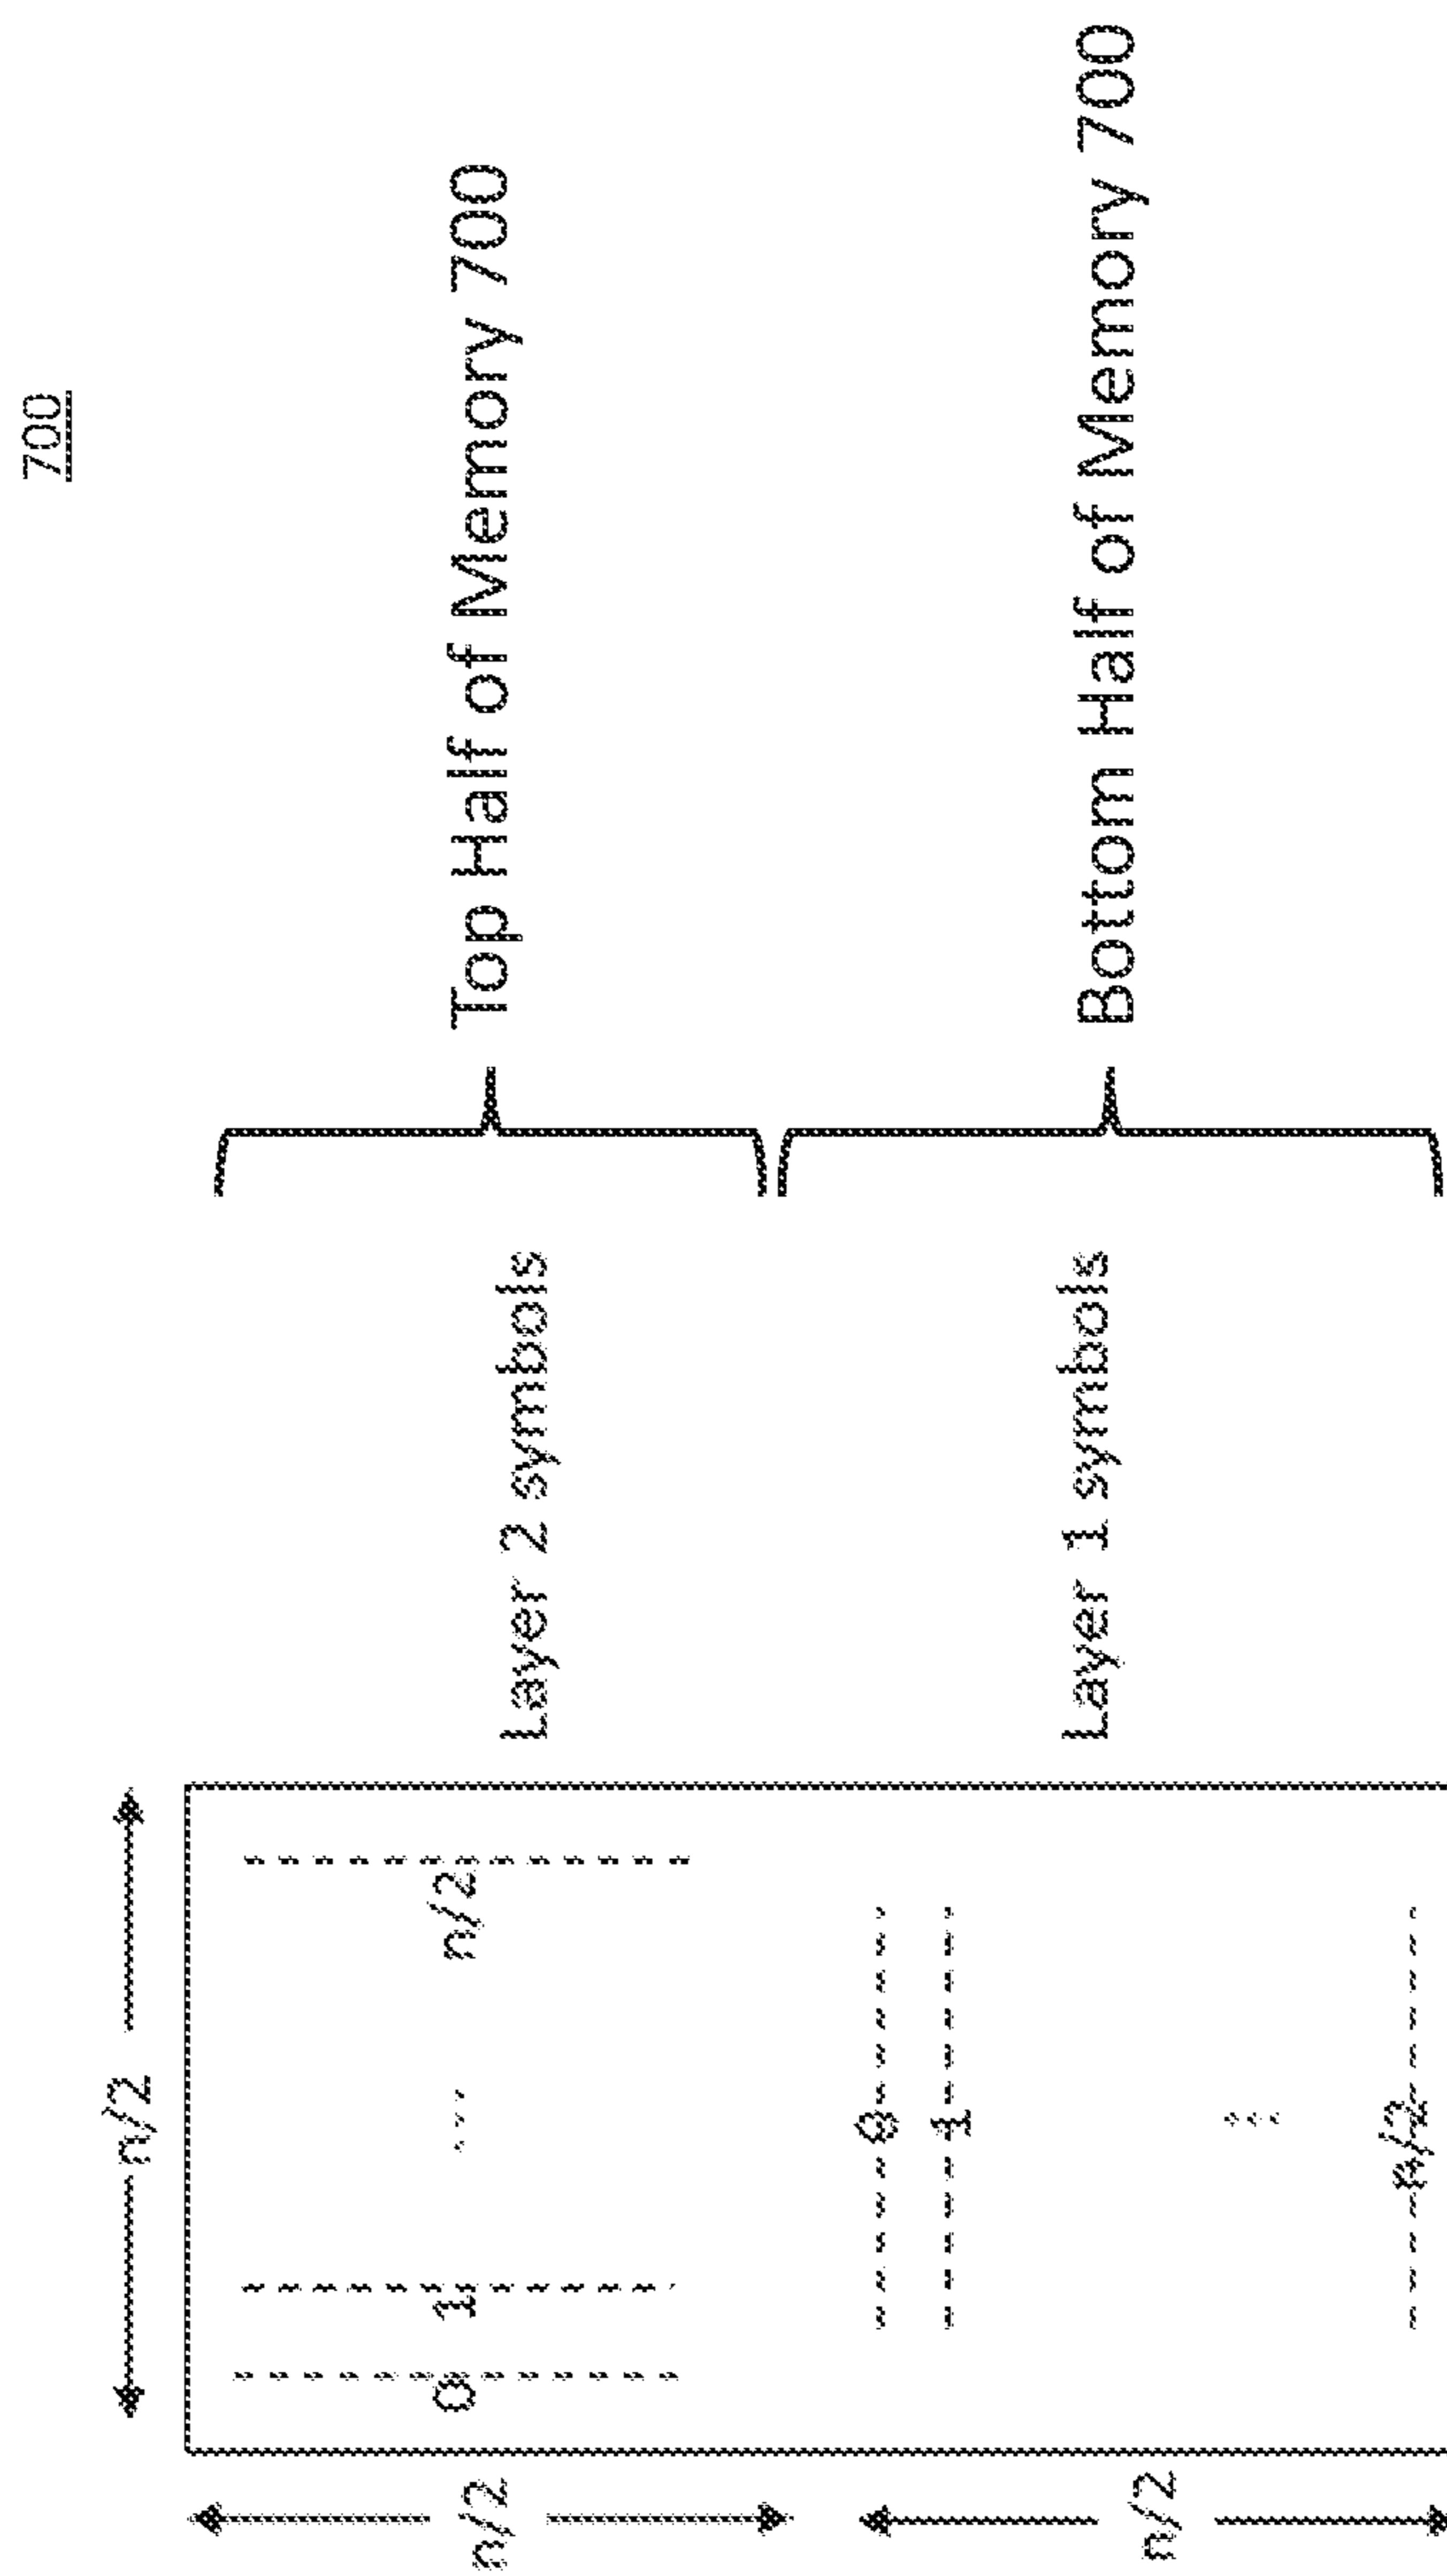 700
n/2
n/2
0 1 ... n/2
Layer 2 symbols
Top Half of Memory 700
0
1
n/2
n/2
Layer 1 symbols
Bottom Half of Memory 700